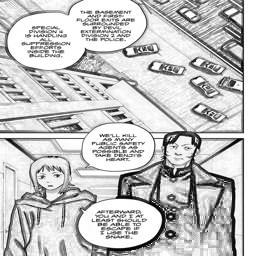 THE BASEMENT
AND FIRST-
FLOOR EXITS ARE
SURROUNDED
BY DEVIL
EXTERMINATION
DIVISION 2 AND
THE POLICE.
SPECIAL
DIVISION 4
IS HANDLING
ALL
SUPPRESSION
EFFORTS
INSIDE THE
BUILDING.
WE'LL KILL
AS MANY
PUBLIC SAFETY
AGENTS AS
POSSIBLE AND
TAKE DENJI'S
HEART.
AFTERWARD,
YOU AND I AT
LEAST SHOULD
BE ABLE TO
ESCAPE IF
I USE THE
SNAKE.